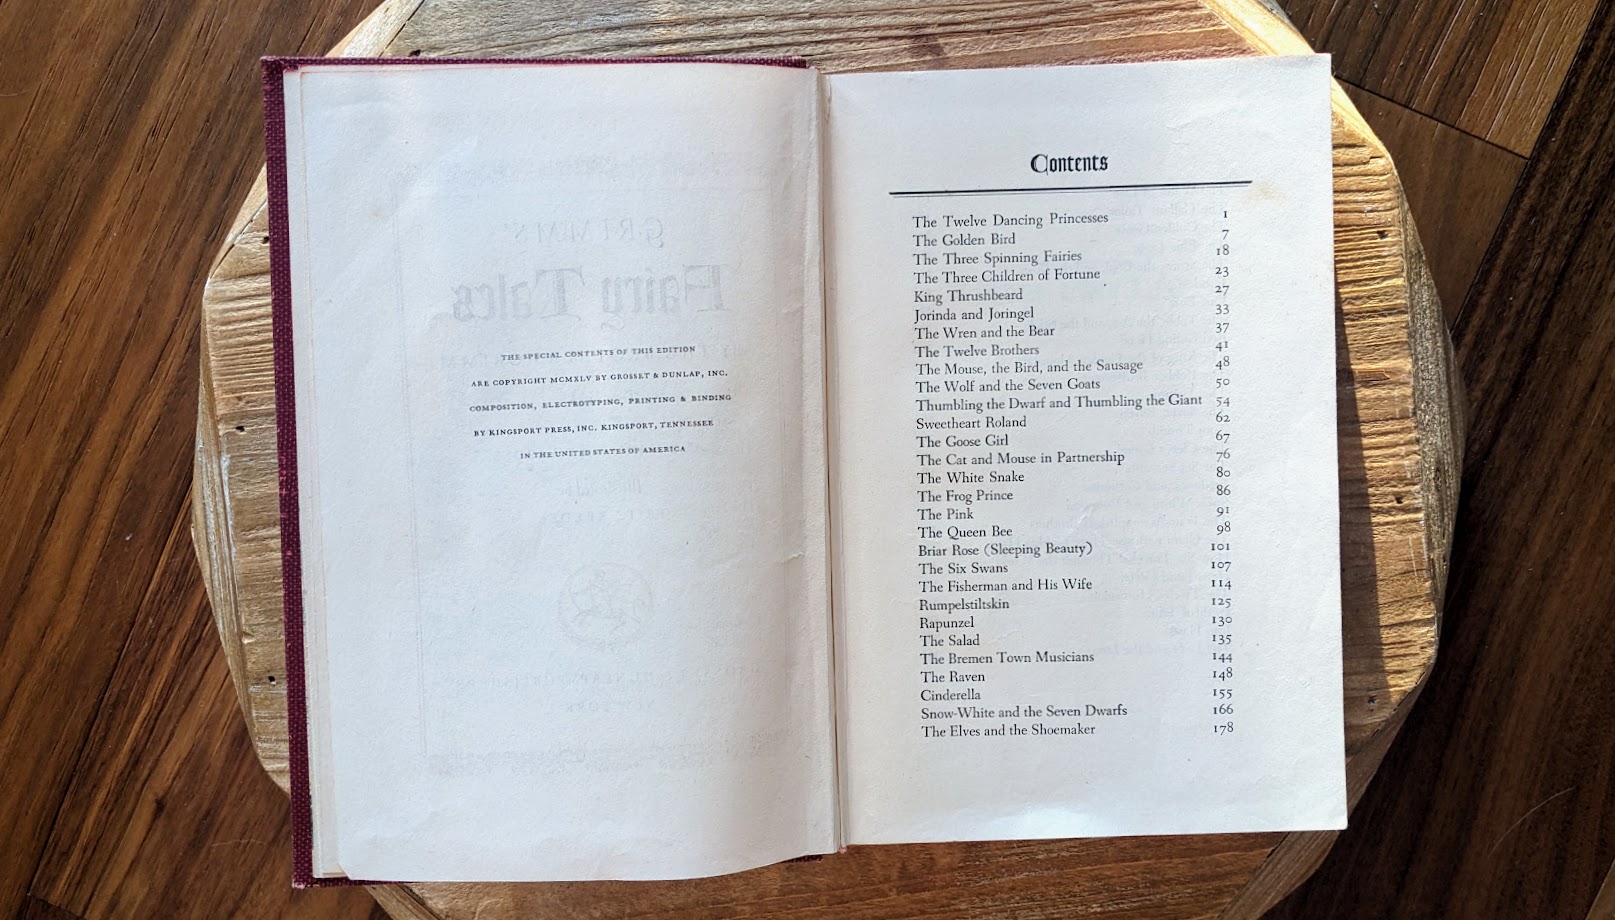 THE SPECIAL CONTENTS OF THIS EDITION
ARE COPYRIGHT MCMXLV BY GROSSET & DUNLAP, INC.
COMPOSITION, ELECTROTYPING, PRINTING & BINDING
BY KINGSPORT PRESS, INC. KINGSPORT, TENNESSEE
IN THE UNITED STATES OF AMERICA
Contents
The Twelve Dancing Princesses 1
The Golden Bird 7
The Three Spinning Fairies 18
The Three Children of Fortune 23
King Thrushbeard 27
Jorinda and Joringel 33
The Wren and the Bear 37
The Twelve Brothers 41
The Mouse, the Bird, and the Sausage 48
The Wolf and the Seven Goats 50
Thumbling the Dwarf and Thumbling the Giant 54
Sweetheart Roland 62
The Goose Girl 67
The Cat and Mouse in Partnership 76
The White Snake 80
The Frog Prince 86
The Pink 91
The Queen Bee 98
Briar Rose (Sleeping Beauty) 101
The Six Swans 107
The Fisherman and His Wife 114
Rumpelstiltskin 125
Rapunzel 130
The Salad 135
The Bremen Town Musicians 144
The Raven 148
Cinderella 155
Snow-White and the Seven Dwarfs 166
The Elves and the Shoemaker 178